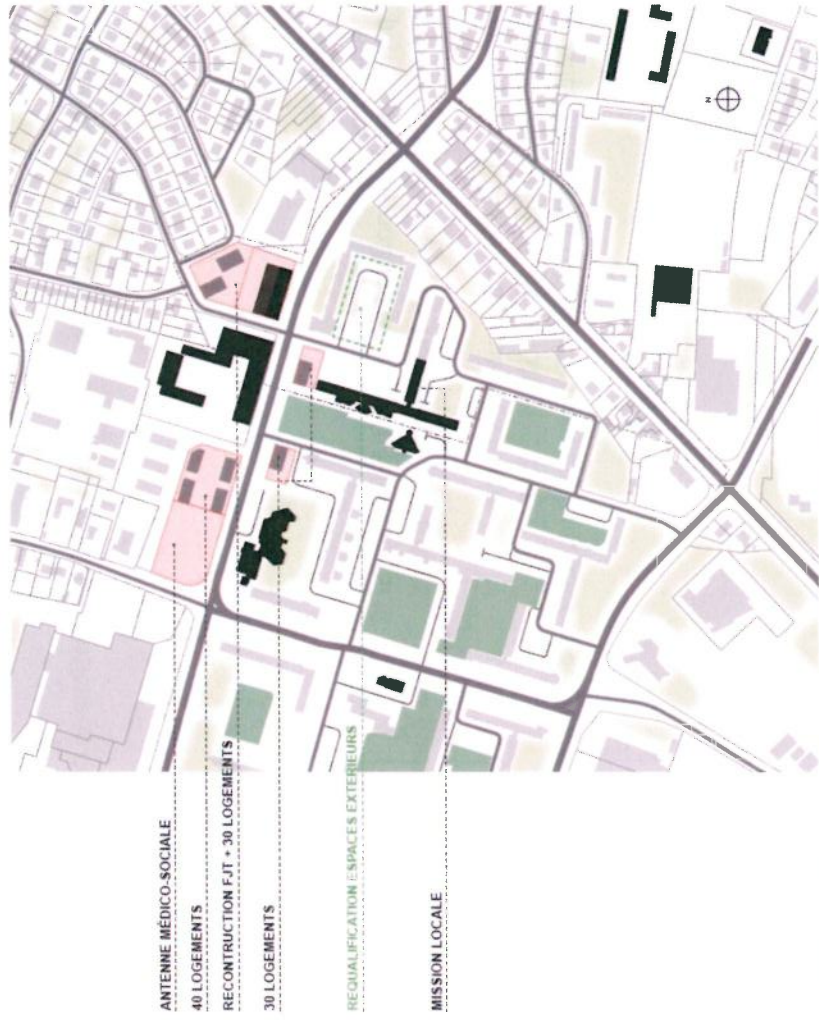 ANTENNE MÉDICO-SOCIALE
40 LOGEMENTS
RECONTRUCTION FJT + 30 LOGEMENTS
30 LOGEMENTS
REQUALIFICATION ESPACES EXTERIEURS
MISSION LOCALE
N